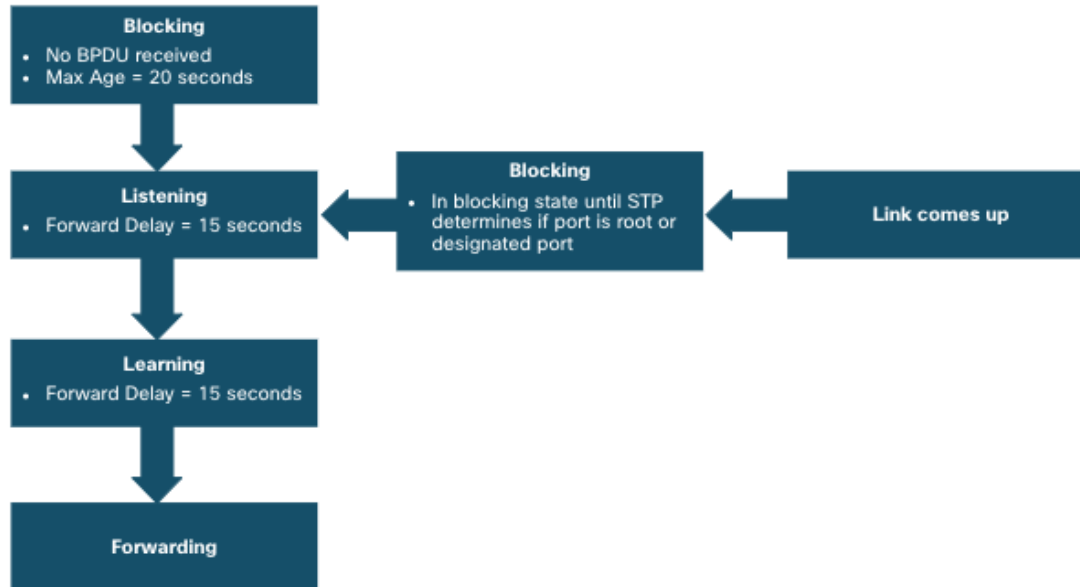 Blocking
• No BPDU received
• Max Age = 20 seconds
Listening
• Forward Delay = 15 seconds
Blocking
• In blocking state until STP
determines if port is root or
designated port
Link comes up
Learning
• Forward Delay = 15 seconds
Forwarding